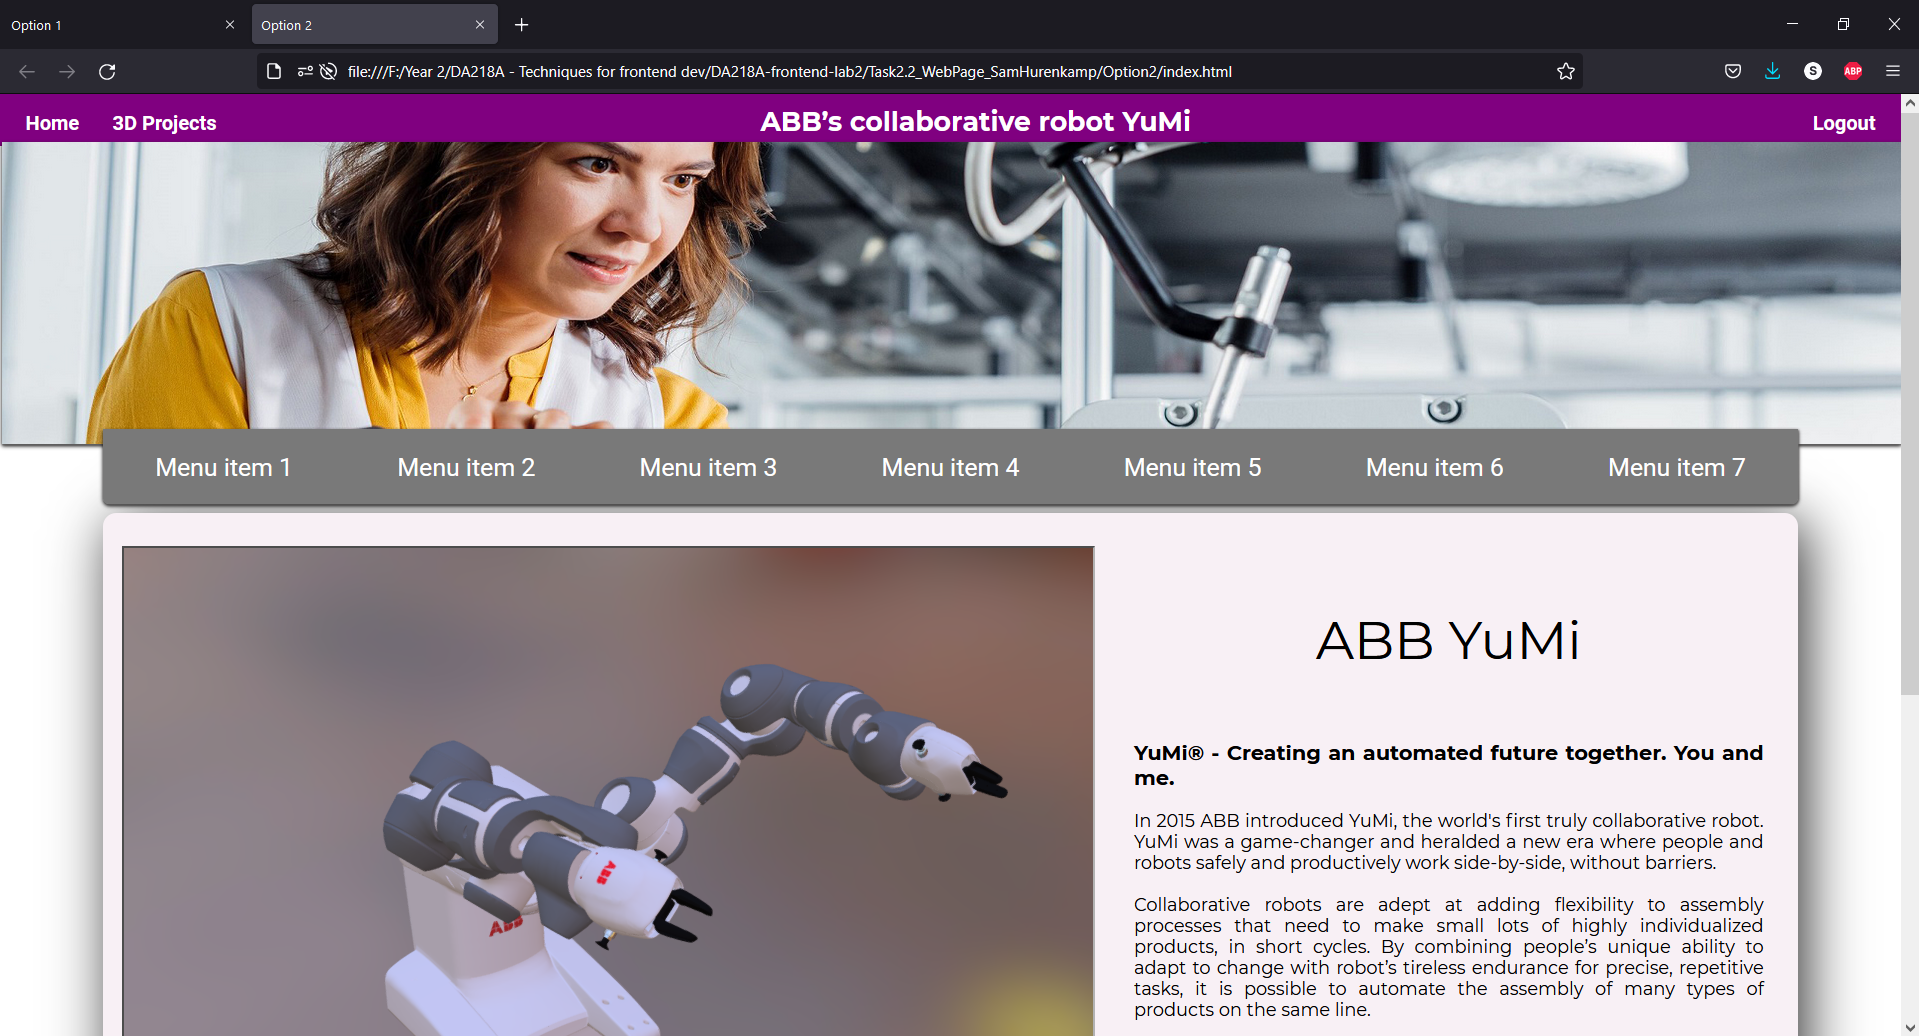 Option 1
Option 2
file:///F:/Year 2/DA218A - Techniques for frontend dev/DA218A-frontend-lab2/Task2.2_WebPage_SamHurenkamp/Option2/index.html
S
ABP
Home
3D Projects
ABB’s collaborative robot YuMi
Logout
Menu item 1
Menu item 2
Menu item 3
Menu item 4
Menu item 5
Menu item 6
Menu item 7
ABB
ABB
ABB YuMi
YuMi® - Creating an automated future together. You and
me.
In 2015 ABB introduced YuMi, the world's first truly collaborative robot.
YuMi was a game-changer and heralded a new era where people and
robots safely and productively work side-by-side, without barriers.
Collaborative robots are adept at adding flexibility to assembly
processes that need to make small lots of highly individualized
products, in short cycles. By combining people’s unique ability to
adapt to change with robot’s tireless endurance for precise, repetitive
tasks, it is possible to automate the assembly of many types of
products on the same line.